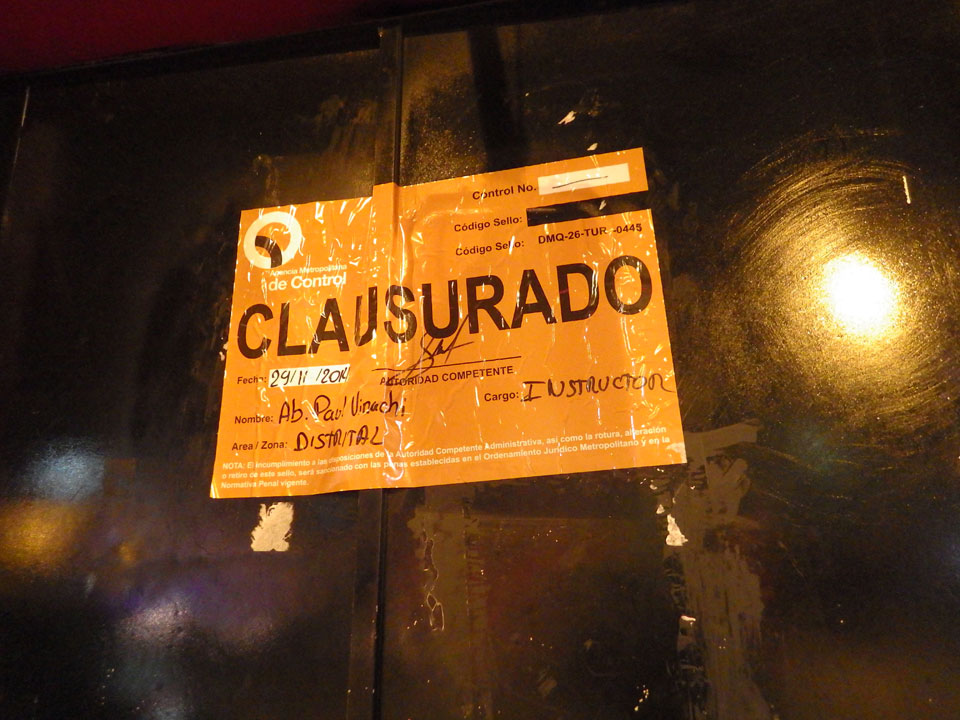 Control No.
Código Sello:
Código Sello: DMQ-26-TUR.-0445
Agencia Metropolitana
de Control
CLAUSURADO
Fecha: 29/11/2014
AUTORIDAD COMPETENTE
Nombre: Ab. Paul Vinachi
Cargo: INSTRUCTOR
Area / Zona: DISTRITAL
NOTA: El incumplimiento a las disposiciones de la Autoridad Competente Administrativa, así como la rotura, alteración
o retiro de este sello, será sancionado con las penas establecidas en el Ordenamiento Jurídico Metropolitano y en la
Normativa Penal vigente.